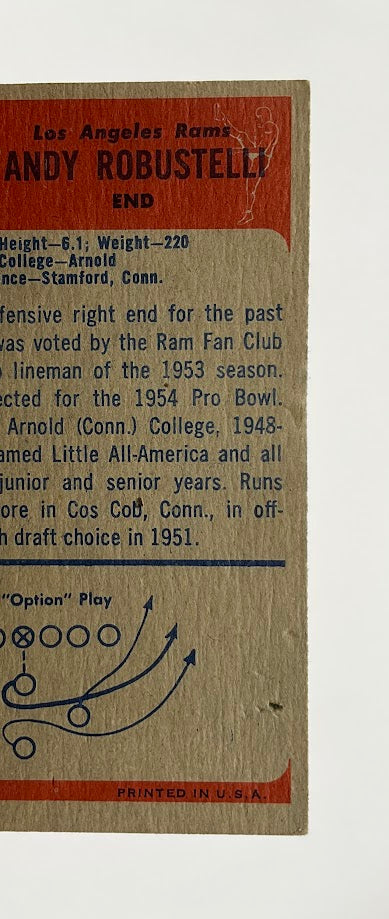 Los Angeles Rams
ANDY ROBUSTELLI
END
Height—6.1; Weight—220
College—Arnold
nce—Stamford, Conn.
fensive right end for the past
was voted by the Ram Fan Club
lineman of the 1953 season.
ected for the 1954 Pro Bowl.
Arnold (Conn.) College, 1948-
amed Little All-America and all
junior and senior years. Runs
ore in Cos Cob, Conn., in off-
h draft choice in 1951.
"Option" Play
PRINTED IN U.S.A.